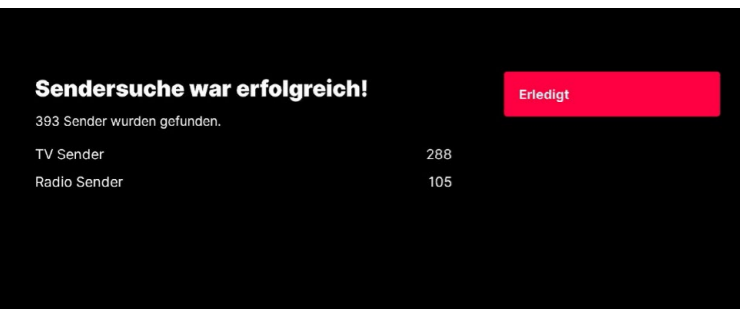 Sendersuche war erfolgreich!
Erledigt
393 Sender wurden gefunden.
TV Sender 288
Radio Sender 105